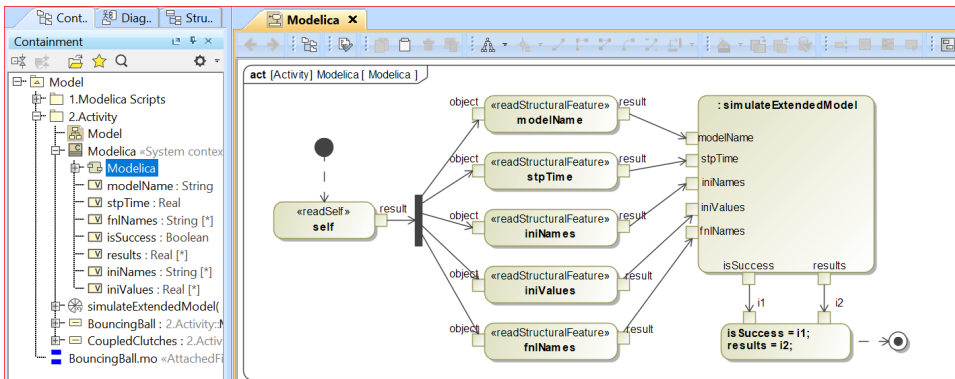 Cont.. Diag.. Stru..
Containment
Model
1.Modelica Scripts
2.Activity
Model
Modelica «System contex
Modelica
modelName : String
stpTime : Real
fnlNames : String [*]
isSuccess : Boolean
results : Real [*]
iniNames : String [*]
iniValues : Real [*]
simulateExtendedModel(
BouncingBall : 2.Activity::M
CoupledClutches : 2.Activ
BouncingBall.mo «AttachedFi
Modelica
act [Activity] Modelica [ Modelica ]
«readSelf»
self
result
object
«readStructuralFeature»
modelName
result
object
«readStructuralFeature»
stpTime
result
object
«readStructuralFeature»
iniNames
result
object
«readStructuralFeature»
iniValues
result
object
«readStructuralFeature»
fnlNames
result
: simulateExtendedModel
modelName
stpTime
iniNames
iniValues
fnlNames
isSuccess results
i1 i2
isSuccess = i1;
results = i2;